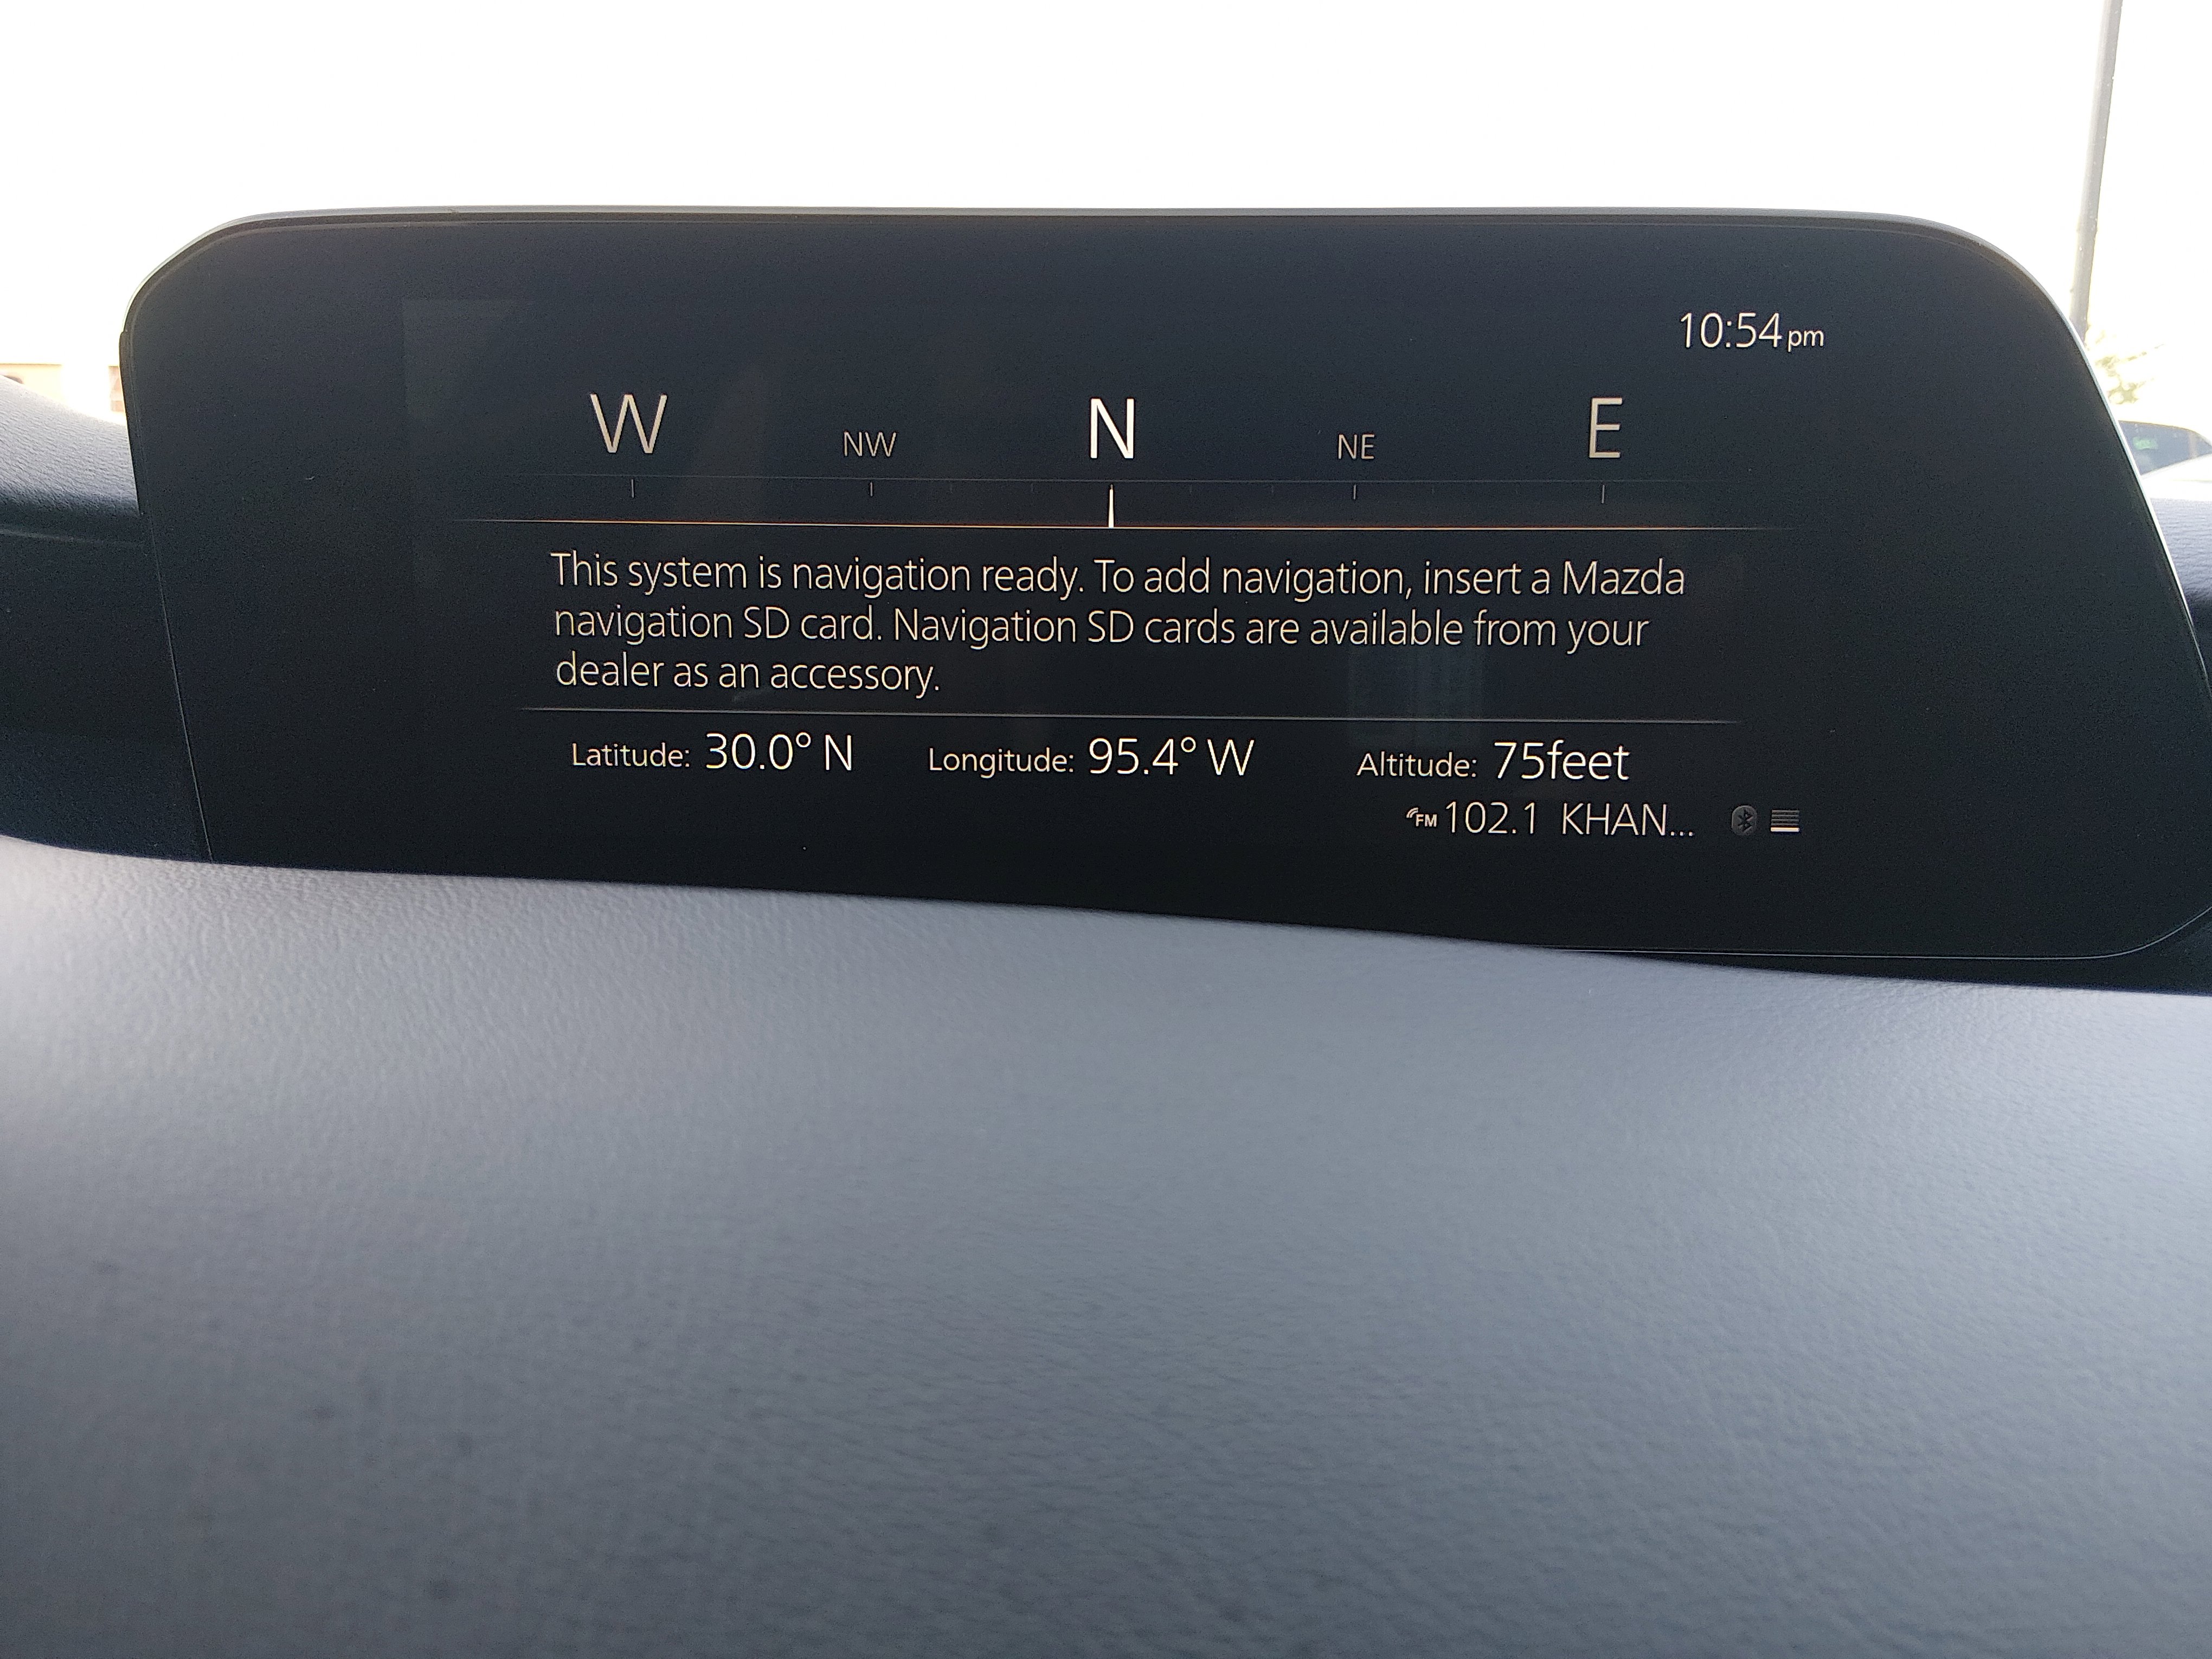 10:54pm
W NW N NE E
This system is navigation ready. To add navigation, insert a Mazda
navigation SD card. Navigation SD cards are available from your
dealer as an accessory.
Latitude: 30.0° N Longitude: 95.4° W Altitude: 75feet
FM 102.1 KHAN...